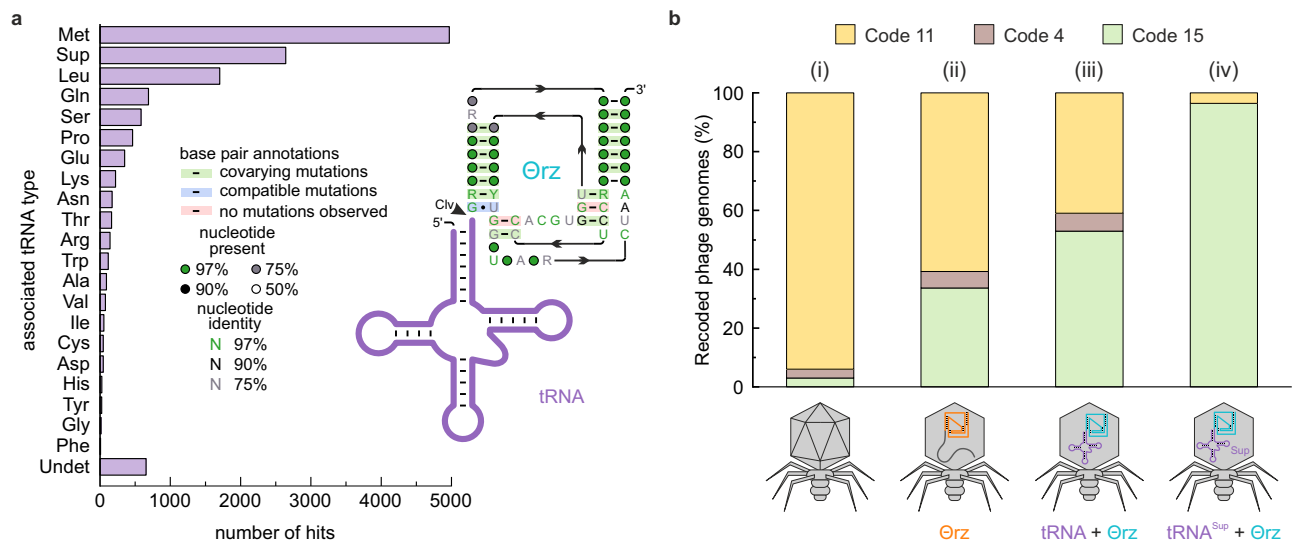 a
associated tRNA type
Met
Sup
Leu
Gln
Ser
Pro
Glu
Lys
Asn
Thr
Arg
Trp
Ala
Val
Ile
Cys
Asp
His
Tyr
Gly
Phe
Undet
0 1000 2000 3000 4000 5000
number of hits
base pair annotations
covarying mutations
compatible mutations
no mutations observed
nucleotide
present
97% 75%
90% 50%
nucleotide
identity
N 97%
N 90%
N 75%
3'
R
Θrz
R Y U R A
G U G C A
G C A C G U G C U
G C U C
U A R
Clv
5'
tRNA
b
Code 11 Code 4 Code 15
(i) (ii) (iii) (iv)
Recoded phage genomes (%)
100
80
60
40
20
0
Sup
Θrz tRNA + Θrz tRNASup + Θrz